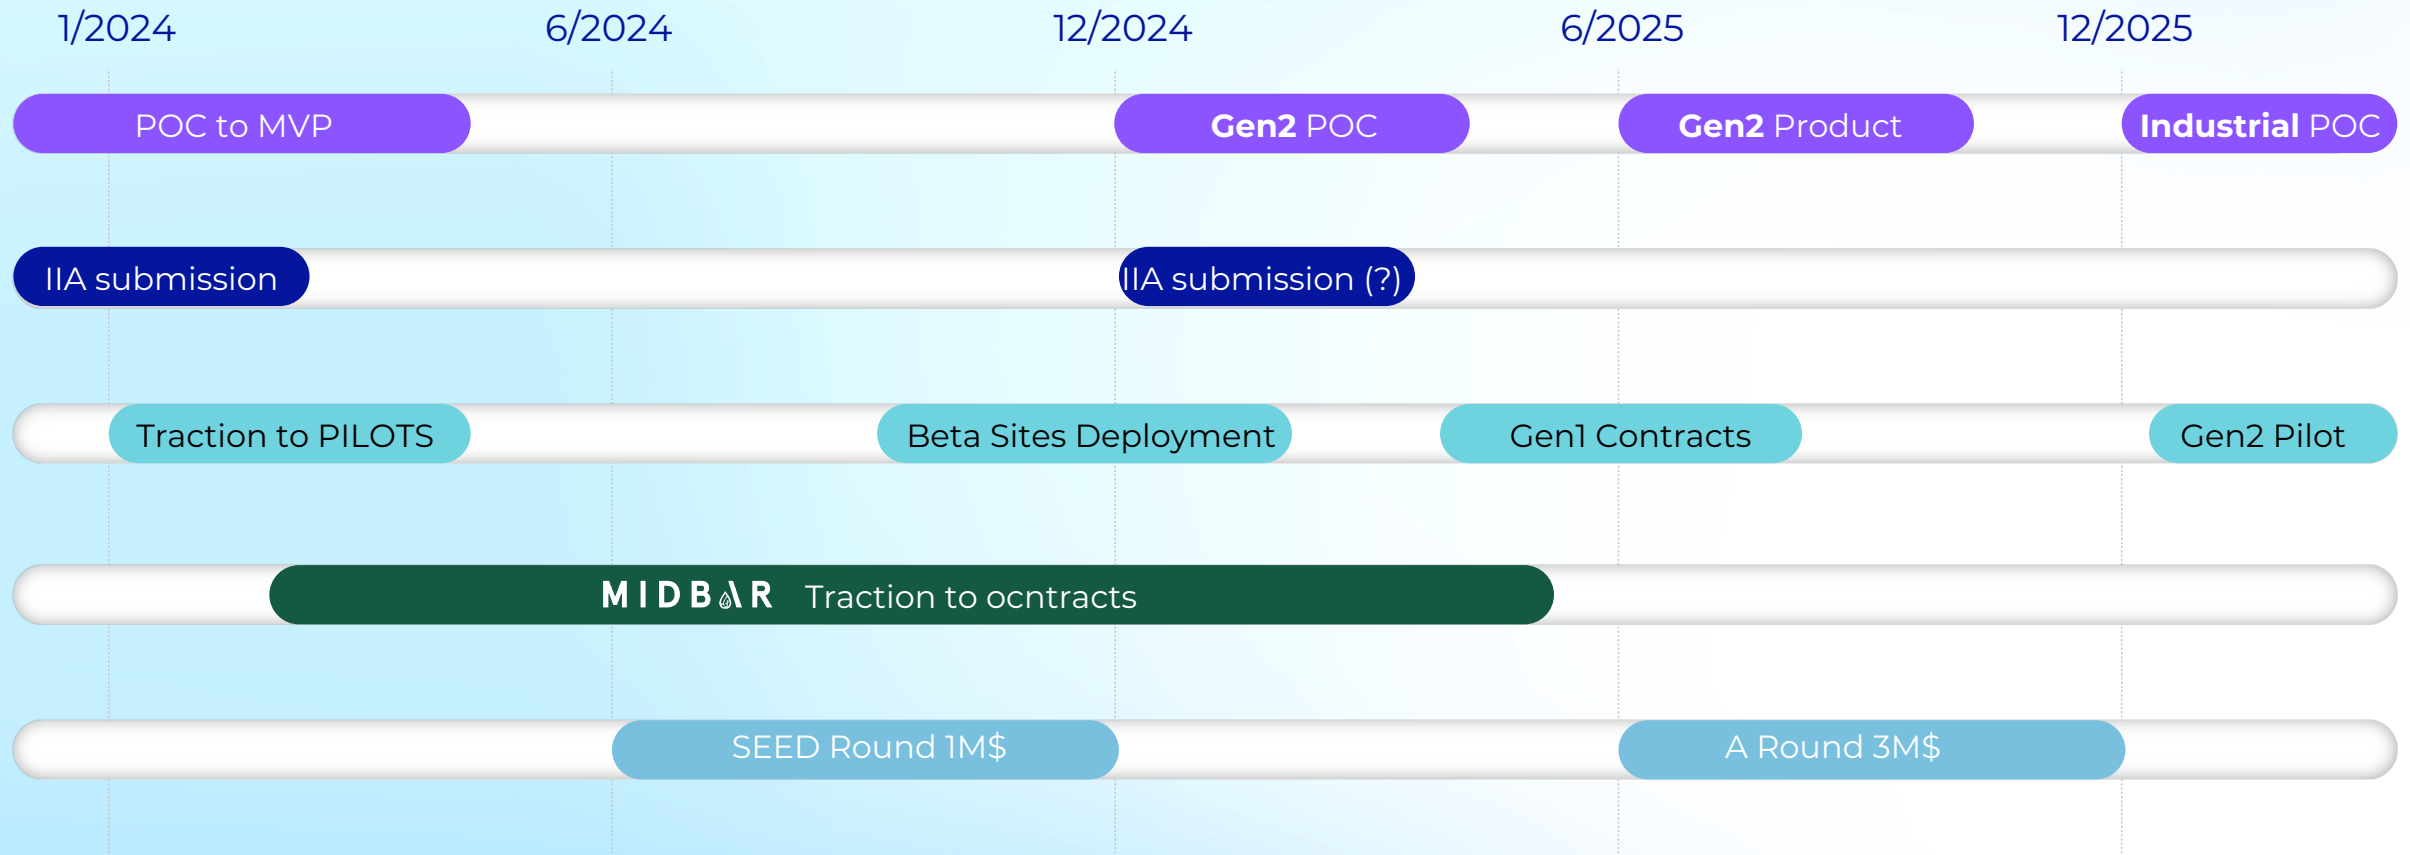 1/2024 6/2024 12/2024 6/2025 12/2025
POC to MVP Gen2 POC Gen2 Product Industrial POC
IIA submission IIA submission (?)
Traction to PILOTS Beta Sites Deployment Gen1 Contracts Gen2 Pilot
MIDBAR Traction to ocntracts
SEED Round 1M$ A Round 3M$